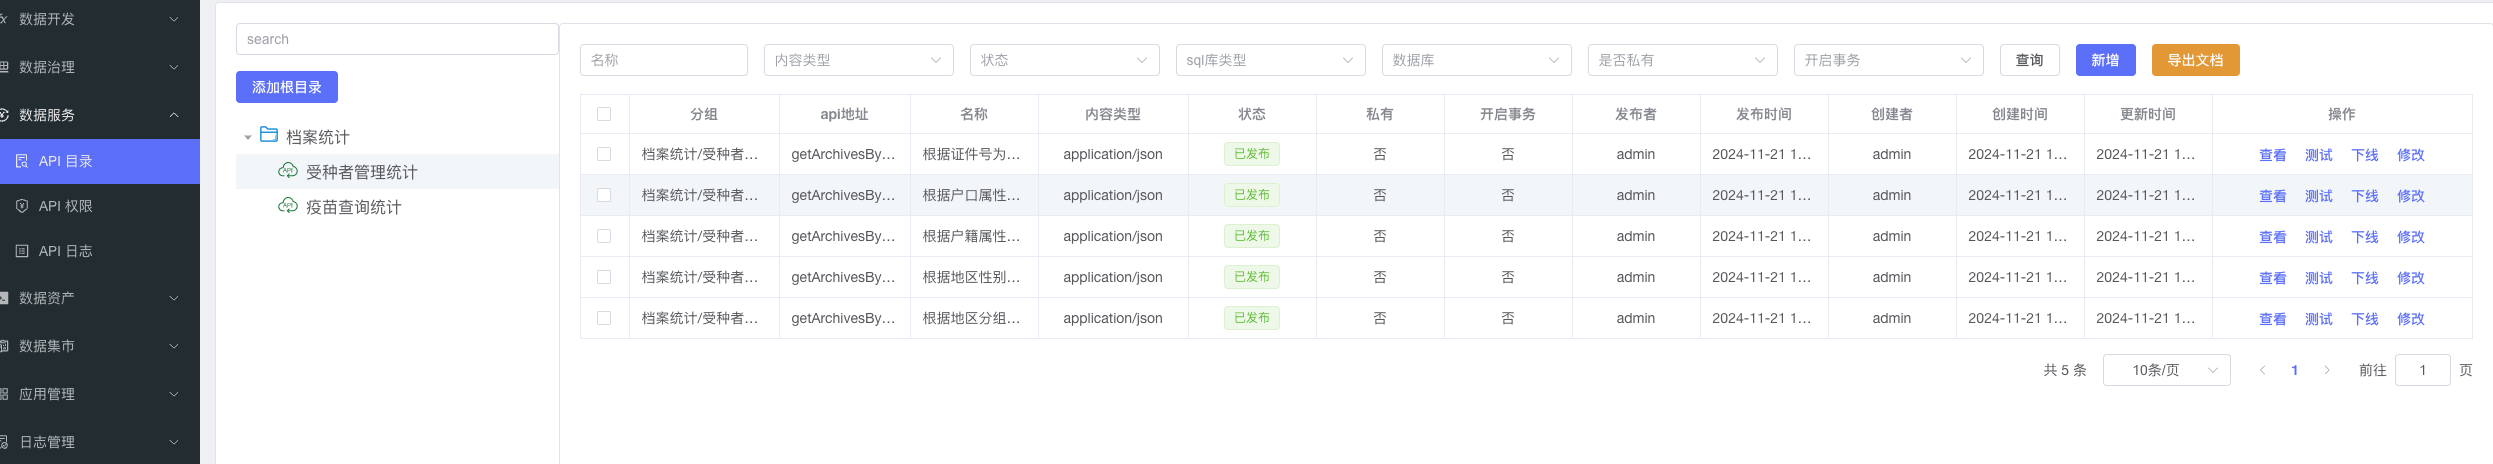 数据开发
数据治理
数据服务
API 目录
API 权限
API 日志
数据资产
数据集市
应用管理
日志管理
search
添加根目录
档案统计
受种者管理统计
疫苗查询统计
名称 内容类型 状态 sql库类型 数据库 是否私有 开启事务 查询 新增 导出文档
分组 api地址 名称 内容类型 状态 私有 开启事务 发布者 发布时间 创建者 创建时间 更新时间 操作
档案统计/受种者... getArchivesBy... 根据证件号为... application/json 已发布 否 否 admin 2024-11-21 1... admin 2024-11-21 1... 2024-11-21 1... 查看 测试 下线 修改
档案统计/受种者... getArchivesBy... 根据户口属性... application/json 已发布 否 否 admin 2024-11-21 1... admin 2024-11-21 1... 2024-11-21 1... 查看 测试 下线 修改
档案统计/受种者... getArchivesBy... 根据户籍属性... application/json 已发布 否 否 admin 2024-11-21 1... admin 2024-11-21 1... 2024-11-21 1... 查看 测试 下线 修改
档案统计/受种者... getArchivesBy... 根据地区性别... application/json 已发布 否 否 admin 2024-11-21 1... admin 2024-11-21 1... 2024-11-21 1... 查看 测试 下线 修改
档案统计/受种者... getArchivesBy... 根据地区分组... application/json 已发布 否 否 admin 2024-11-21 1... admin 2024-11-21 1... 2024-11-21 1... 查看 测试 下线 修改
共 5 条 10条/页 1 前往 1 页